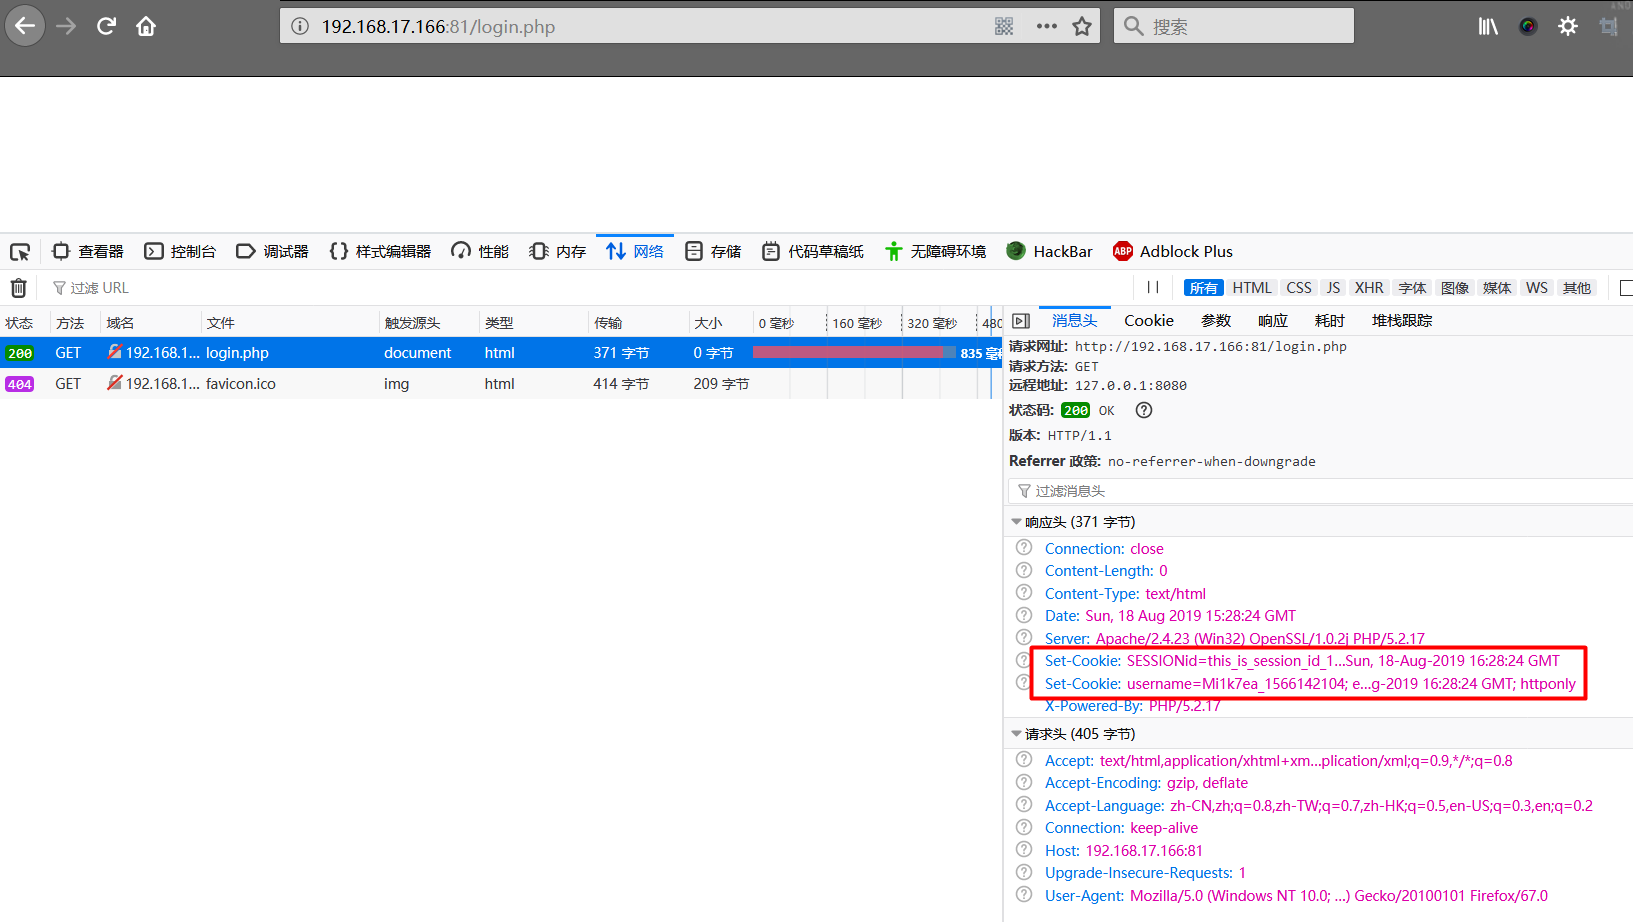 192.168.17.166:81/login.php
搜索
查看器 控制台 调试器 样式编辑器 性能 内存 网络 存储 代码草稿纸 无障碍环境 HackBar ABP Adblock Plus
过滤 URL
所有 HTML CSS JS XHR 字体 图像 媒体 WS 其他
状态 方法 域名 文件 触发源头 类型 传输 大小 0 毫秒 160 毫秒 320 毫秒 480
200 GET 192.168.1... login.php document html 371 字节 0 字节 835 毫秒
404 GET 192.168.1... favicon.ico img html 414 字节 209 字节
消息头 Cookie 参数 响应 耗时 堆栈跟踪
请求网址: http://192.168.17.166:81/login.php
请求方法: GET
远程地址: 127.0.0.1:8080
状态码: 200 OK
版本: HTTP/1.1
Referrer 政策: no-referrer-when-downgrade
过滤消息头
响应头 (371 字节)
Connection: close
Content-Length: 0
Content-Type: text/html
Date: Sun, 18 Aug 2019 15:28:24 GMT
Server: Apache/2.4.23 (Win32) OpenSSL/1.0.2j PHP/5.2.17
Set-Cookie: SESSIONid=this_is_session_id_1...Sun, 18-Aug-2019 16:28:24 GMT
Set-Cookie: username=Mi1k7ea_1566142104; e...g-2019 16:28:24 GMT; httponly
X-Powered-By: PHP/5.2.17
请求头 (405 字节)
Accept: text/html,application/xhtml+xm...plication/xml;q=0.9,*/*;q=0.8
Accept-Encoding: gzip, deflate
Accept-Language: zh-CN,zh;q=0.8,zh-TW;q=0.7,zh-HK;q=0.5,en-US;q=0.3,en;q=0.2
Connection: keep-alive
Host: 192.168.17.166:81
Upgrade-Insecure-Requests: 1
User-Agent: Mozilla/5.0 (Windows NT 10.0; ...) Gecko/20100101 Firefox/67.0